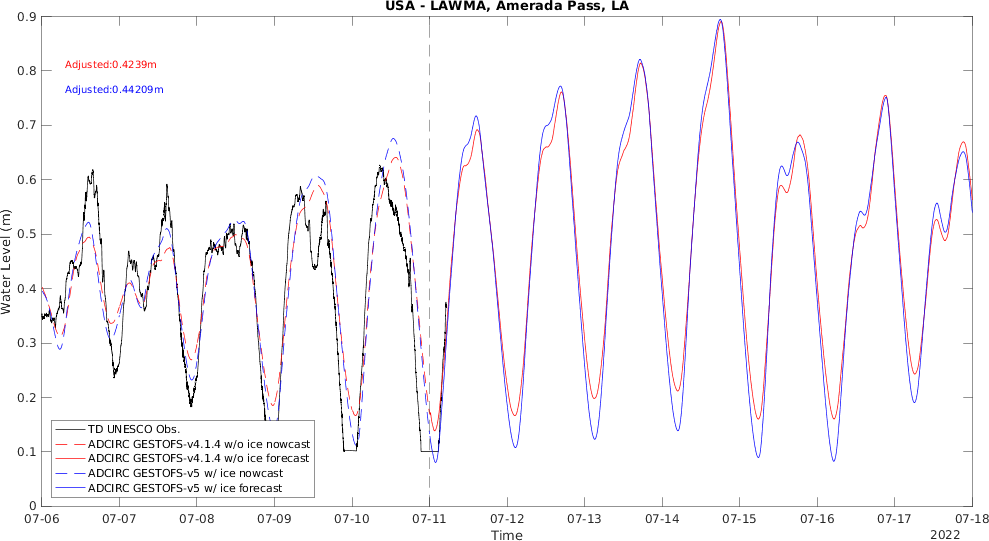 USA - LAWMA, Amerada Pass, LA
0.9
0.8
0.7
0.6
0.5
0.4
0.3
0.2
0.1
0
Water Level (m)
Adjusted:0.4239m
Adjusted:0.44209m
TD UNESCO Obs.
ADCIRC GESTOFS-v4.1.4 w/o ice nowcast
ADCIRC GESTOFS-v4.1.4 w/o ice forecast
ADCIRC GESTOFS-v5 w/ ice nowcast
ADCIRC GESTOFS-v5 w/ ice forecast
07-06 07-07 07-08 07-09 07-10 07-11 07-12 07-13 07-14 07-15 07-16 07-17 07-18
Time
2022